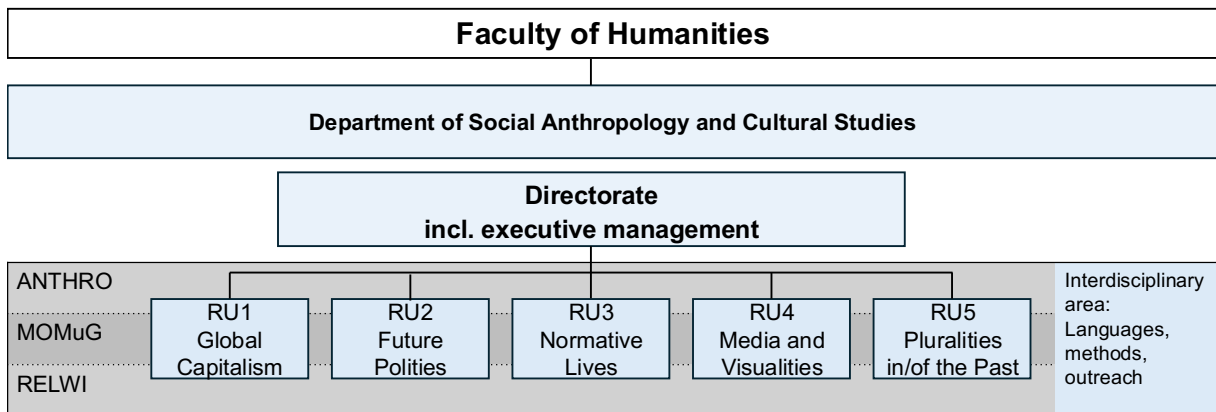 Faculty of Humanities
Department of Social Anthropology and Cultural Studies
Directorate
incl. executive management
ANTHRO
MOMuG
RELWI
RU1
Global
Capitalism
RU2
Future
Polities
RU3
Normative
Lives
RU4
Media and
Visualities
RU5
Pluralities
in/of the Past
Interdisciplinary
area:
Languages,
methods,
outreach